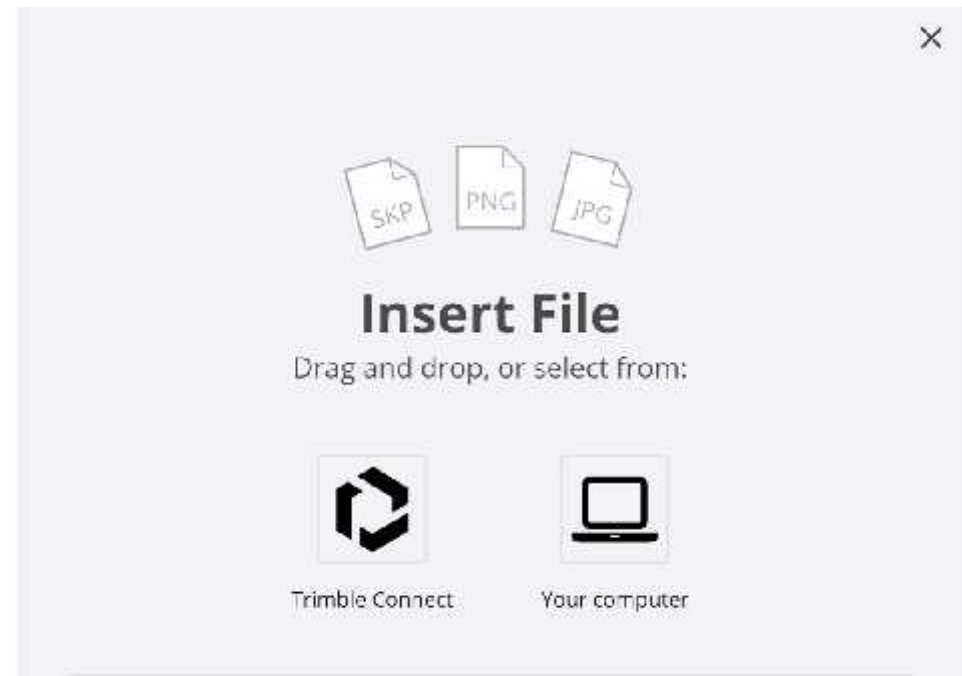 SKP PNG JPG
Insert File
Drag and drop, or select from:
Trimble Connect Your computer